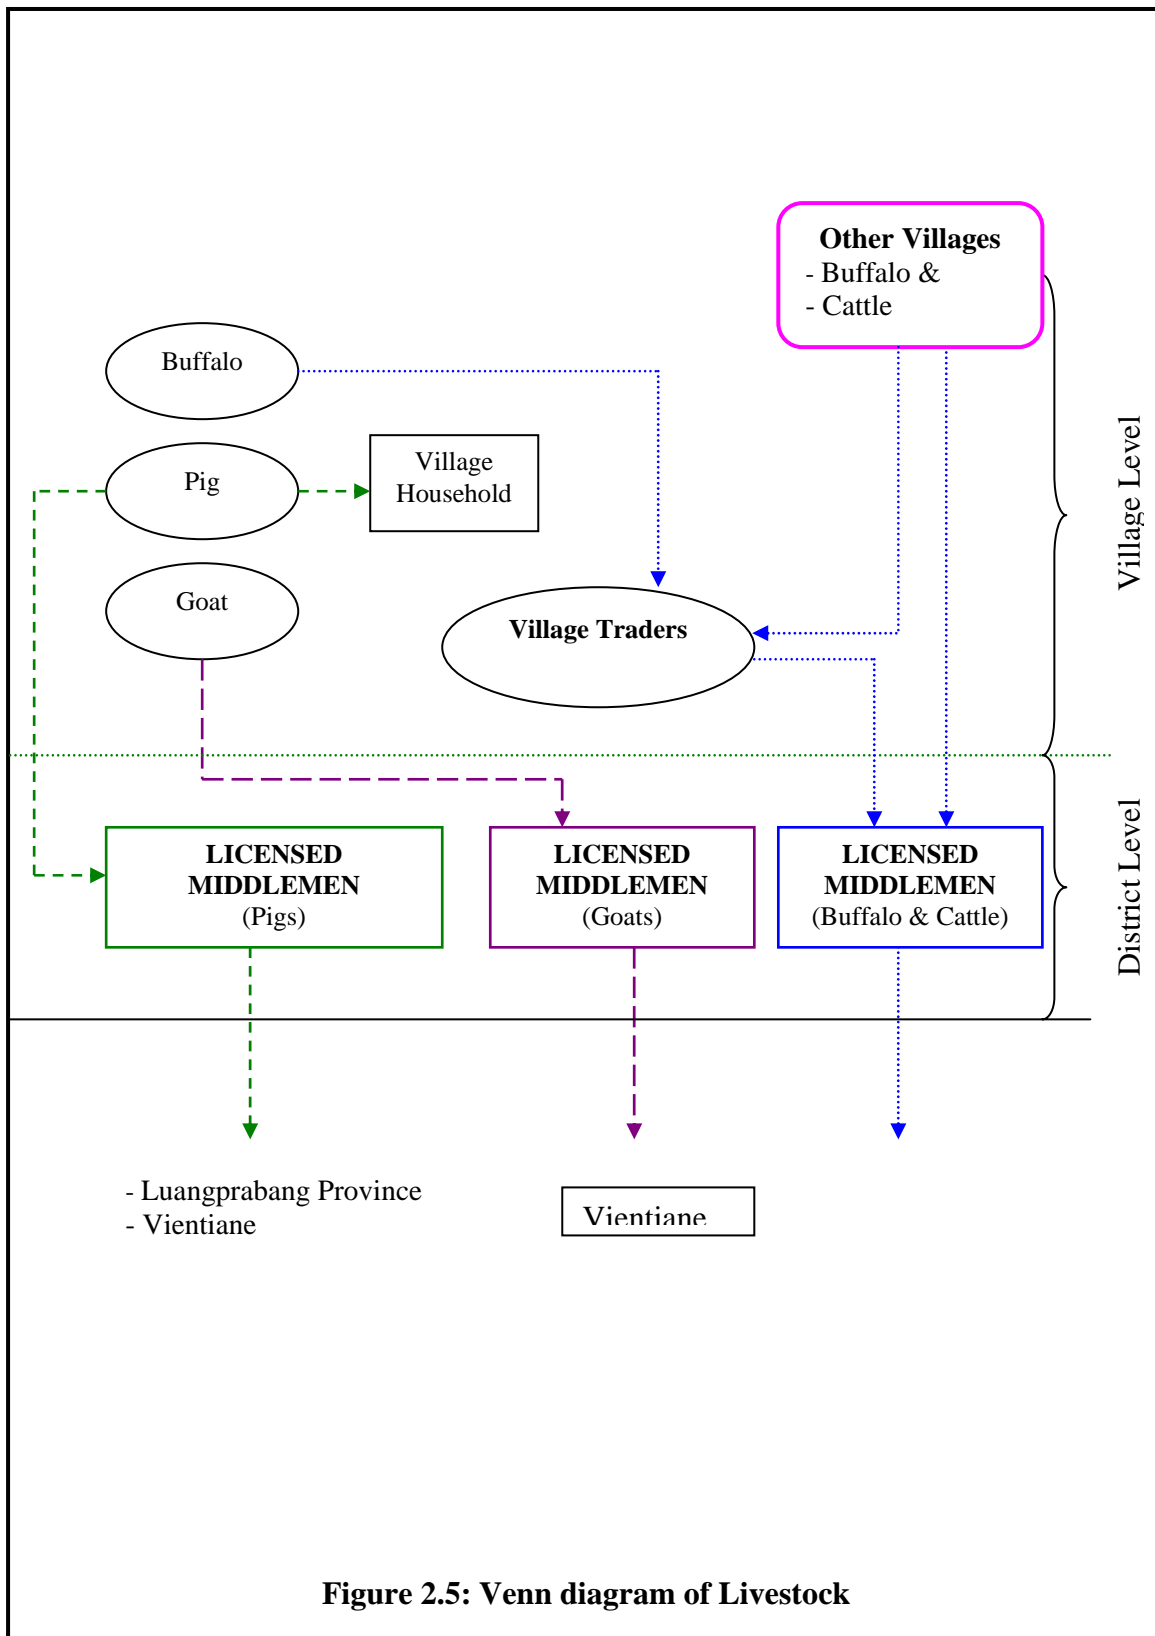 Other Villages
- Buffalo &
- Cattle
Buffalo
Pig
Village
Household
Goat
Village Traders
Village Level
LICENSED
MIDDLEMEN
(Pigs)
LICENSED
MIDDLEMEN
(Goats)
LICENSED
MIDDLEMEN
(Buffalo & Cattle)
District Level
- Luangprabang Province
- Vientiane
Vientiane
Figure 2.5: Venn diagram of Livestock